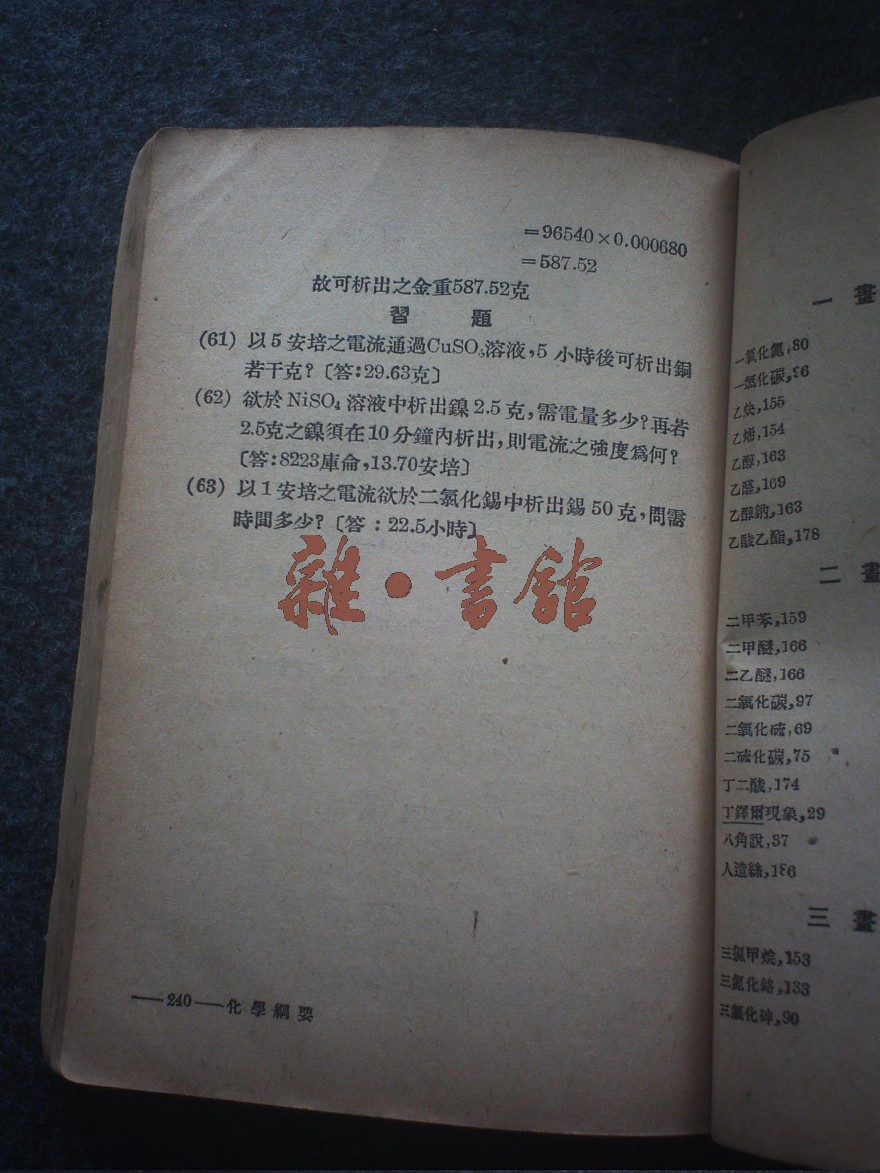 =96540×0.000680
=587.52
故可析出之金重587.52克
習 題
(61) 以5安培之電流通過CuSO₄溶液,5小時後可析出銅
若干克?〔答:29.63克〕
(62) 欲於NiSO₄溶液中析出鎳2.5克,需電量多少?再若
2.5克之鎳須在10分鐘內析出,則電流之強度爲何?
〔答:8223庫侖,13.70安培〕
(63) 以1安培之電流欲於二氯化錫中析出錫50克,問需
時間多少?〔答:22.5小時〕
雜·書館
——240——化學綱要
一畫
一氧化氮,80
一氧化碳,96
乙炔,155
乙烯,154
乙醇,163
乙醛,169
乙醇鈉,163
乙酸乙酯,178
二畫
二甲苯,159
二甲醚,166
二乙醚,166
二氧化碳,97
二氧化硫,69
二硫化碳,75
丁二酸,174
丁鐸爾現象,29
八角說,37
人造絲,186
三畫
三氯甲烷,153
三氧化鉻,133
三氧化砷,90